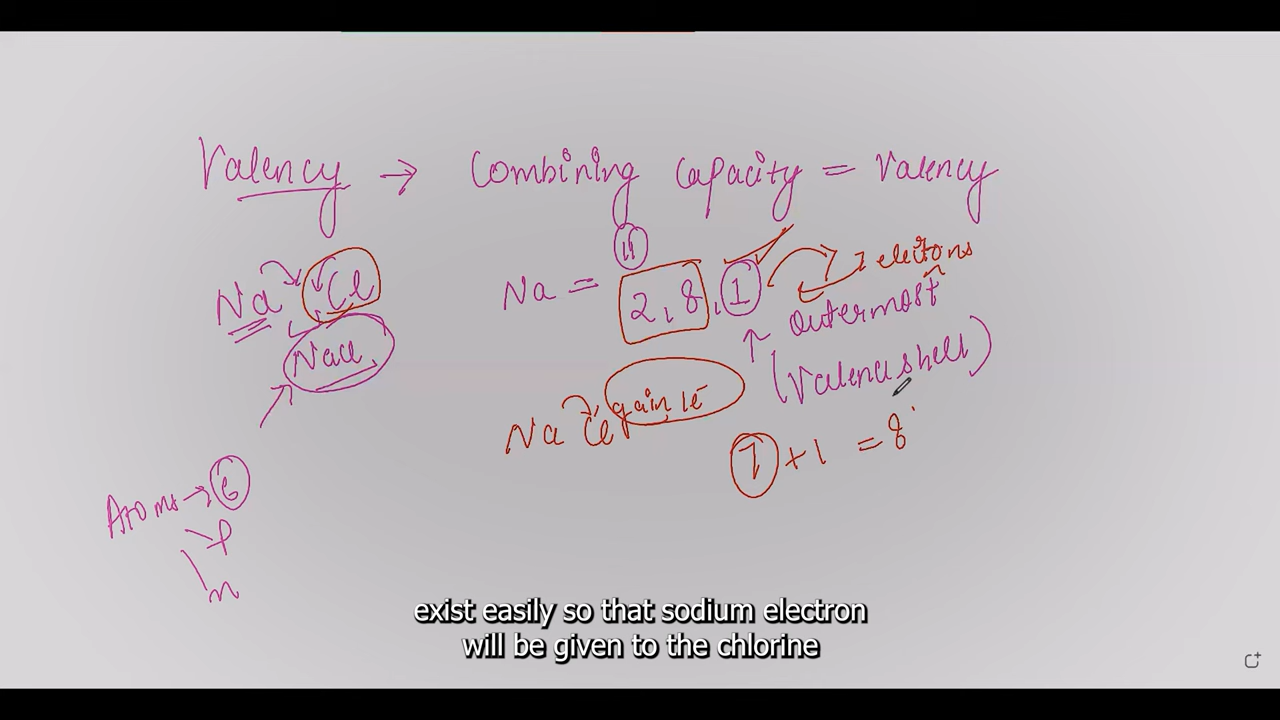 Valency → Combining Capacity = Valency
11
Na Cl
Na = 2, 8, 1
electrons
outermost
NaCl
(Valence shell)
Na Cl gain 1e⁻
7 + 1 = 8
Atoms → e
p
n
exist easily so that sodium electron
will be given to the chlorine